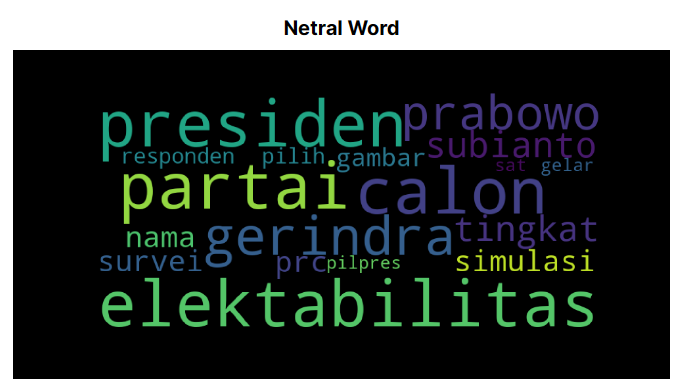 Netral Word
presiden prabowo
subianto
responden pilih gambar sat gelar
partai calon
nama gerindra tingkat
survei prc pilpres simulasi
elektabilitas